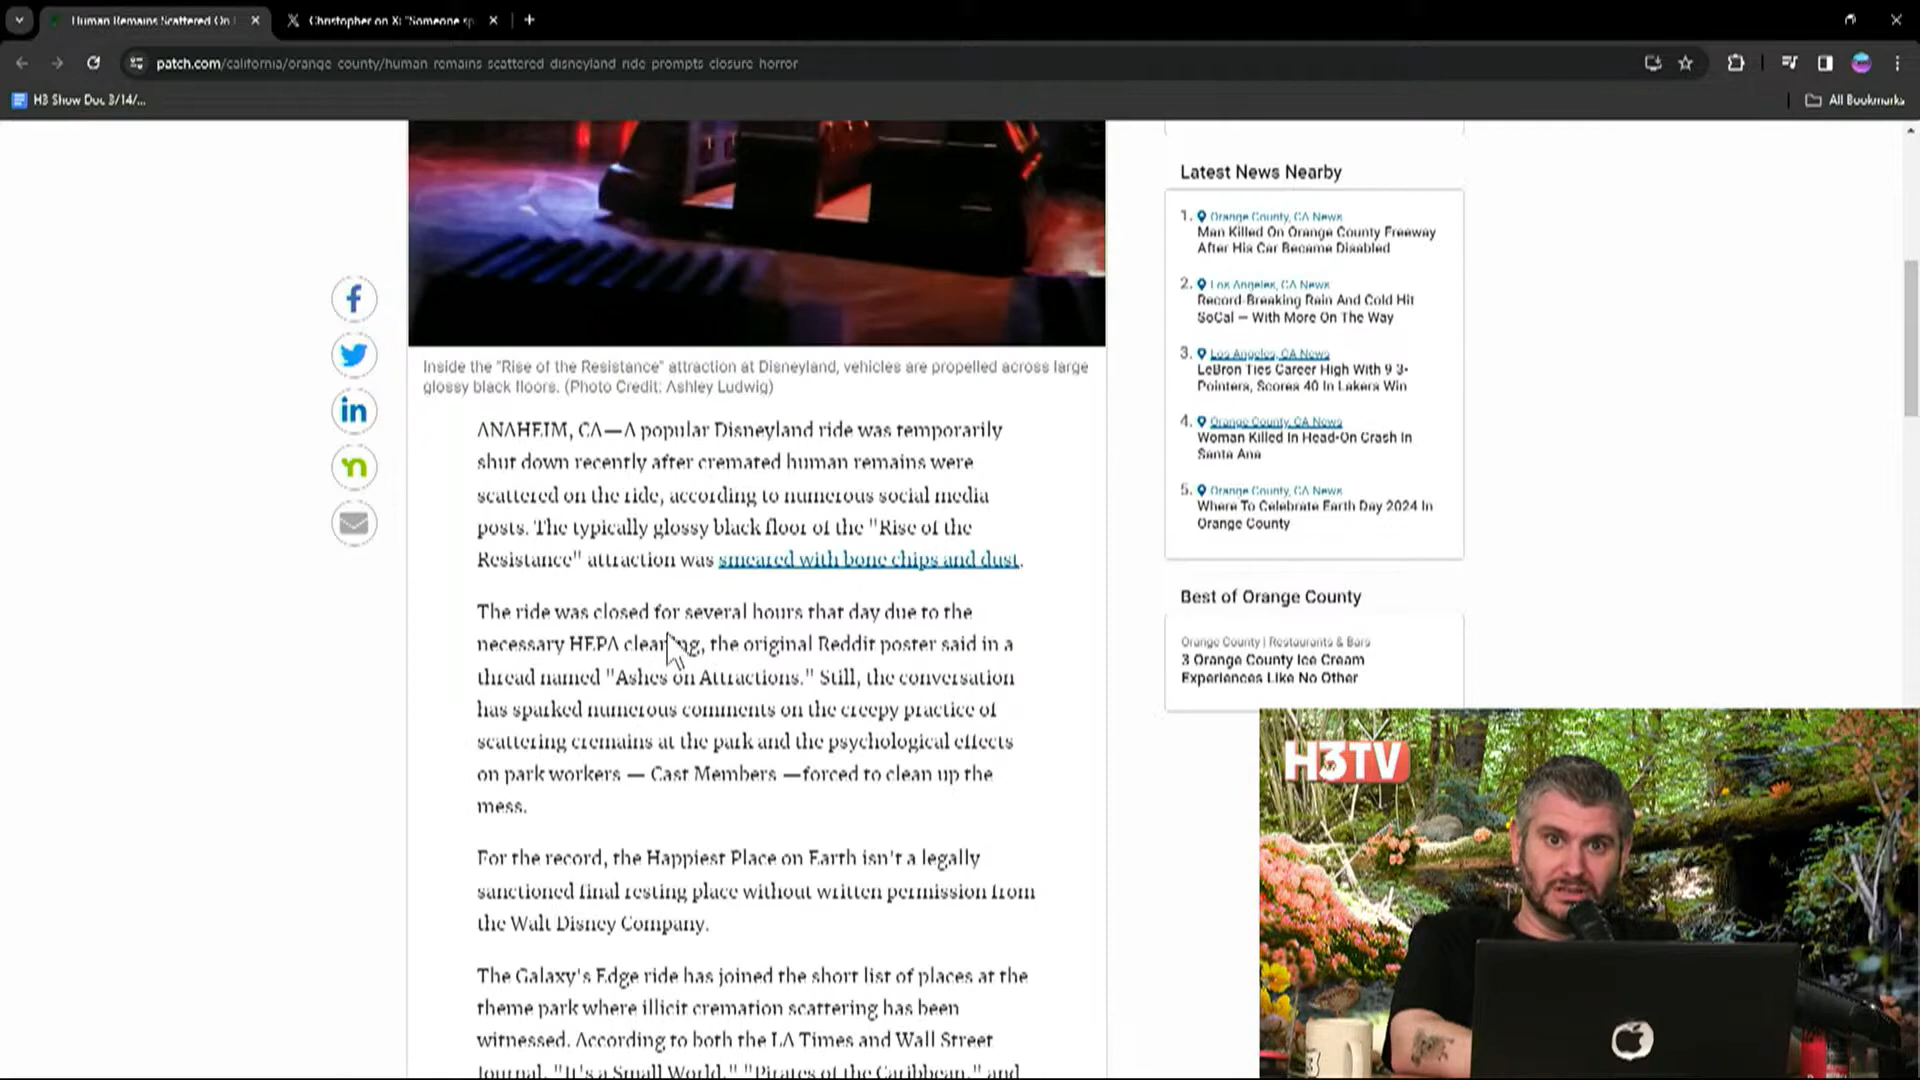 Human Remains Scattered On
Christopher on X: "Someone sp
patch.com/california/orange-county/human-remains-scattered-disneyland-ride-prompts-closure-horror
H3 Show Doc 3/14/...
All Bookmarks
Inside the "Rise of the Resistance" attraction at Disneyland, vehicles are propelled across large
glossy black floors. (Photo Credit: Ashley Ludwig)
ANAHEIM, CA—A popular Disneyland ride was temporarily
shut down recently after cremated human remains were
scattered on the ride, according to numerous social media
posts. The typically glossy black floor of the "Rise of the
Resistance" attraction was smeared with bone chips and dust.
The ride was closed for several hours that day due to the
necessary HEPA cleaning, the original Reddit poster said in a
thread named "Ashes on Attractions." Still, the conversation
has sparked numerous comments on the creepy practice of
scattering cremains at the park and the psychological effects
on park workers — Cast Members —forced to clean up the
mess.
For the record, the Happiest Place on Earth isn't a legally
sanctioned final resting place without written permission from
the Walt Disney Company.
The Galaxy's Edge ride has joined the short list of places at the
theme park where illicit cremation scattering has been
witnessed. According to both the LA Times and Wall Street
Journal, "It's a Small World," "Pirates of the Caribbean," and
Latest News Nearby
1. Orange County, CA News
Man Killed On Orange County Freeway
After His Car Became Disabled
2. Los Angeles, CA News
Record-Breaking Rain And Cold Hit
SoCal — With More On The Way
3. Los Angeles, CA News
LeBron Ties Career High With 9 3-
Pointers, Scores 40 In Lakers Win
4. Orange County, CA News
Woman Killed In Head-On Crash In
Santa Ana
5. Orange County, CA News
Where To Celebrate Earth Day 2024 In
Orange County
Best of Orange County
Orange County | Restaurants & Bars
3 Orange County Ice Cream
Experiences Like No Other
H3TV